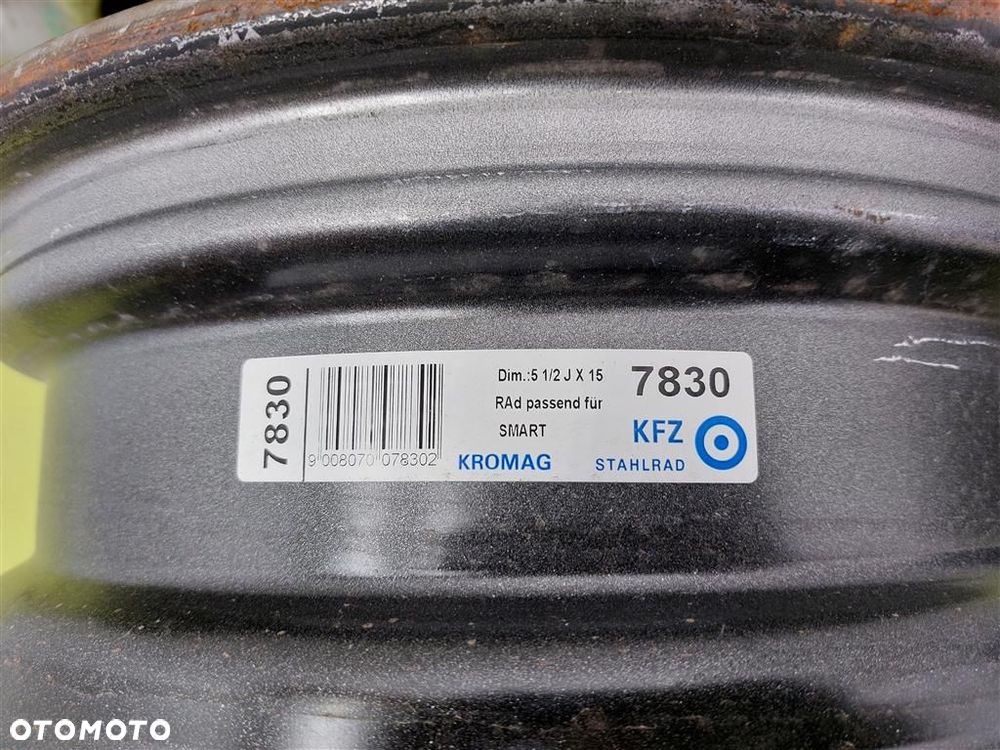 7830
9 008070 078302
Dim.:5 1/2 J X 15
RAd passend für
SMART
KROMAG
7830
KFZ
STAHLRAD
OTOMOTO